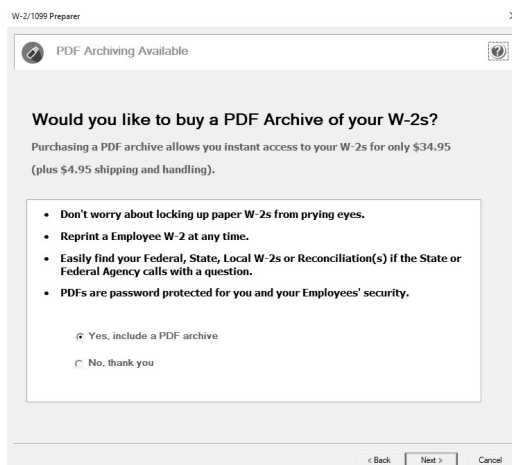 W-2/1099 Preparer
PDF Archiving Available
Would you like to buy a PDF Archive of your W-2s?
Purchasing a PDF archive allows you instant access to your W-2s for only $34.95
(plus $4.95 shipping and handling).
• Don't worry about locking up paper W-2s from prying eyes.
• Reprint a Employee W-2 at any time.
• Easily find your Federal, State, Local W-2s or Reconciliation(s) if the State or
Federal Agency calls with a question.
• PDFs are password protected for you and your Employees' security.
Yes, include a PDF archive
No, thank you
< Back Next > Cancel